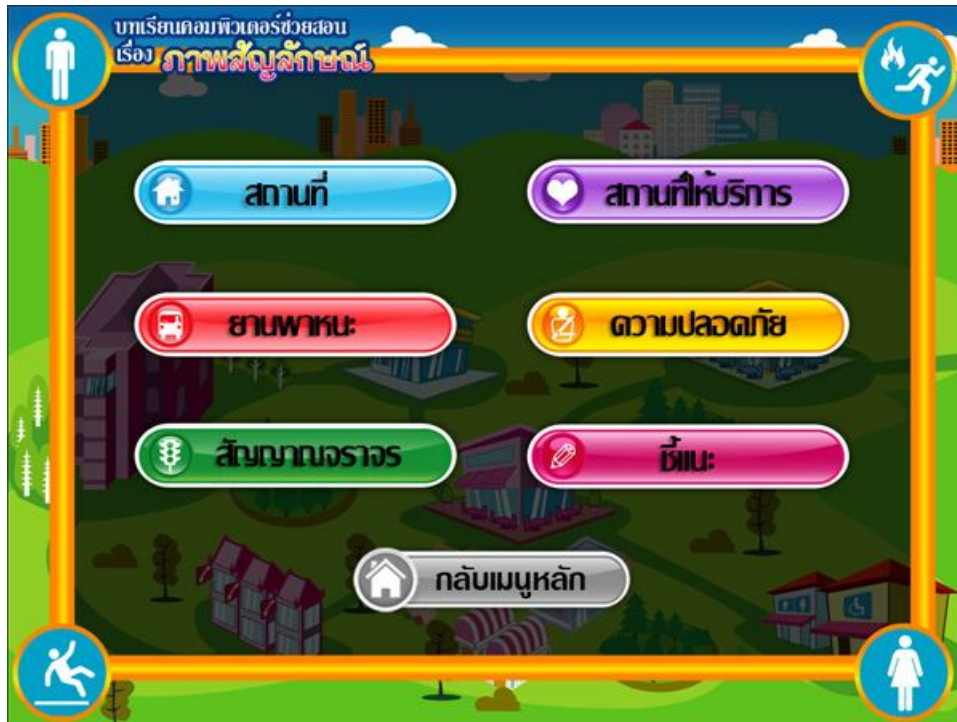 บทเรียนคอมพิวเตอร์ช่วยสอน
เรื่อง ภาพสัญลักษณ์
สถานที่
สถานที่ให้บริการ
ยานพาหนะ
ความปลอดภัย
สัญญาณจราจร
ชี้แนะ
กลับเมนูหลัก